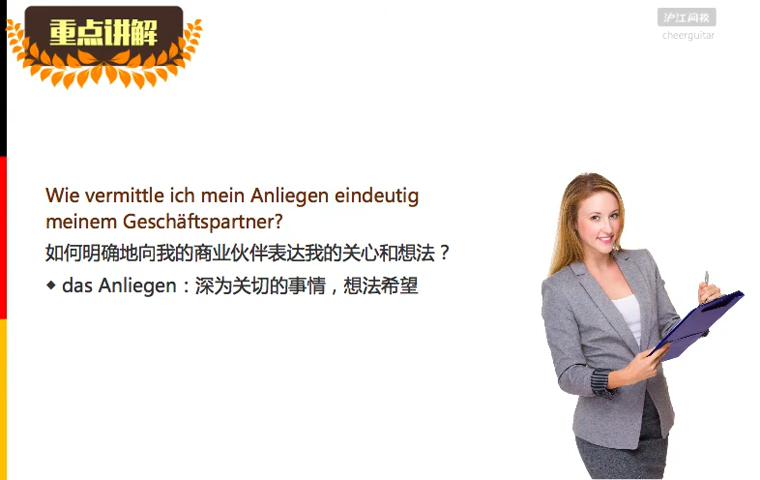 重点讲解
沪江网校
cheerguitar
Wie vermittle ich mein Anliegen eindeutig
meinem Geschäftspartner?
如何明确地向我的商业伙伴表达我的关心和想法？
◆ das Anliegen：深为关切的事情，想法希望